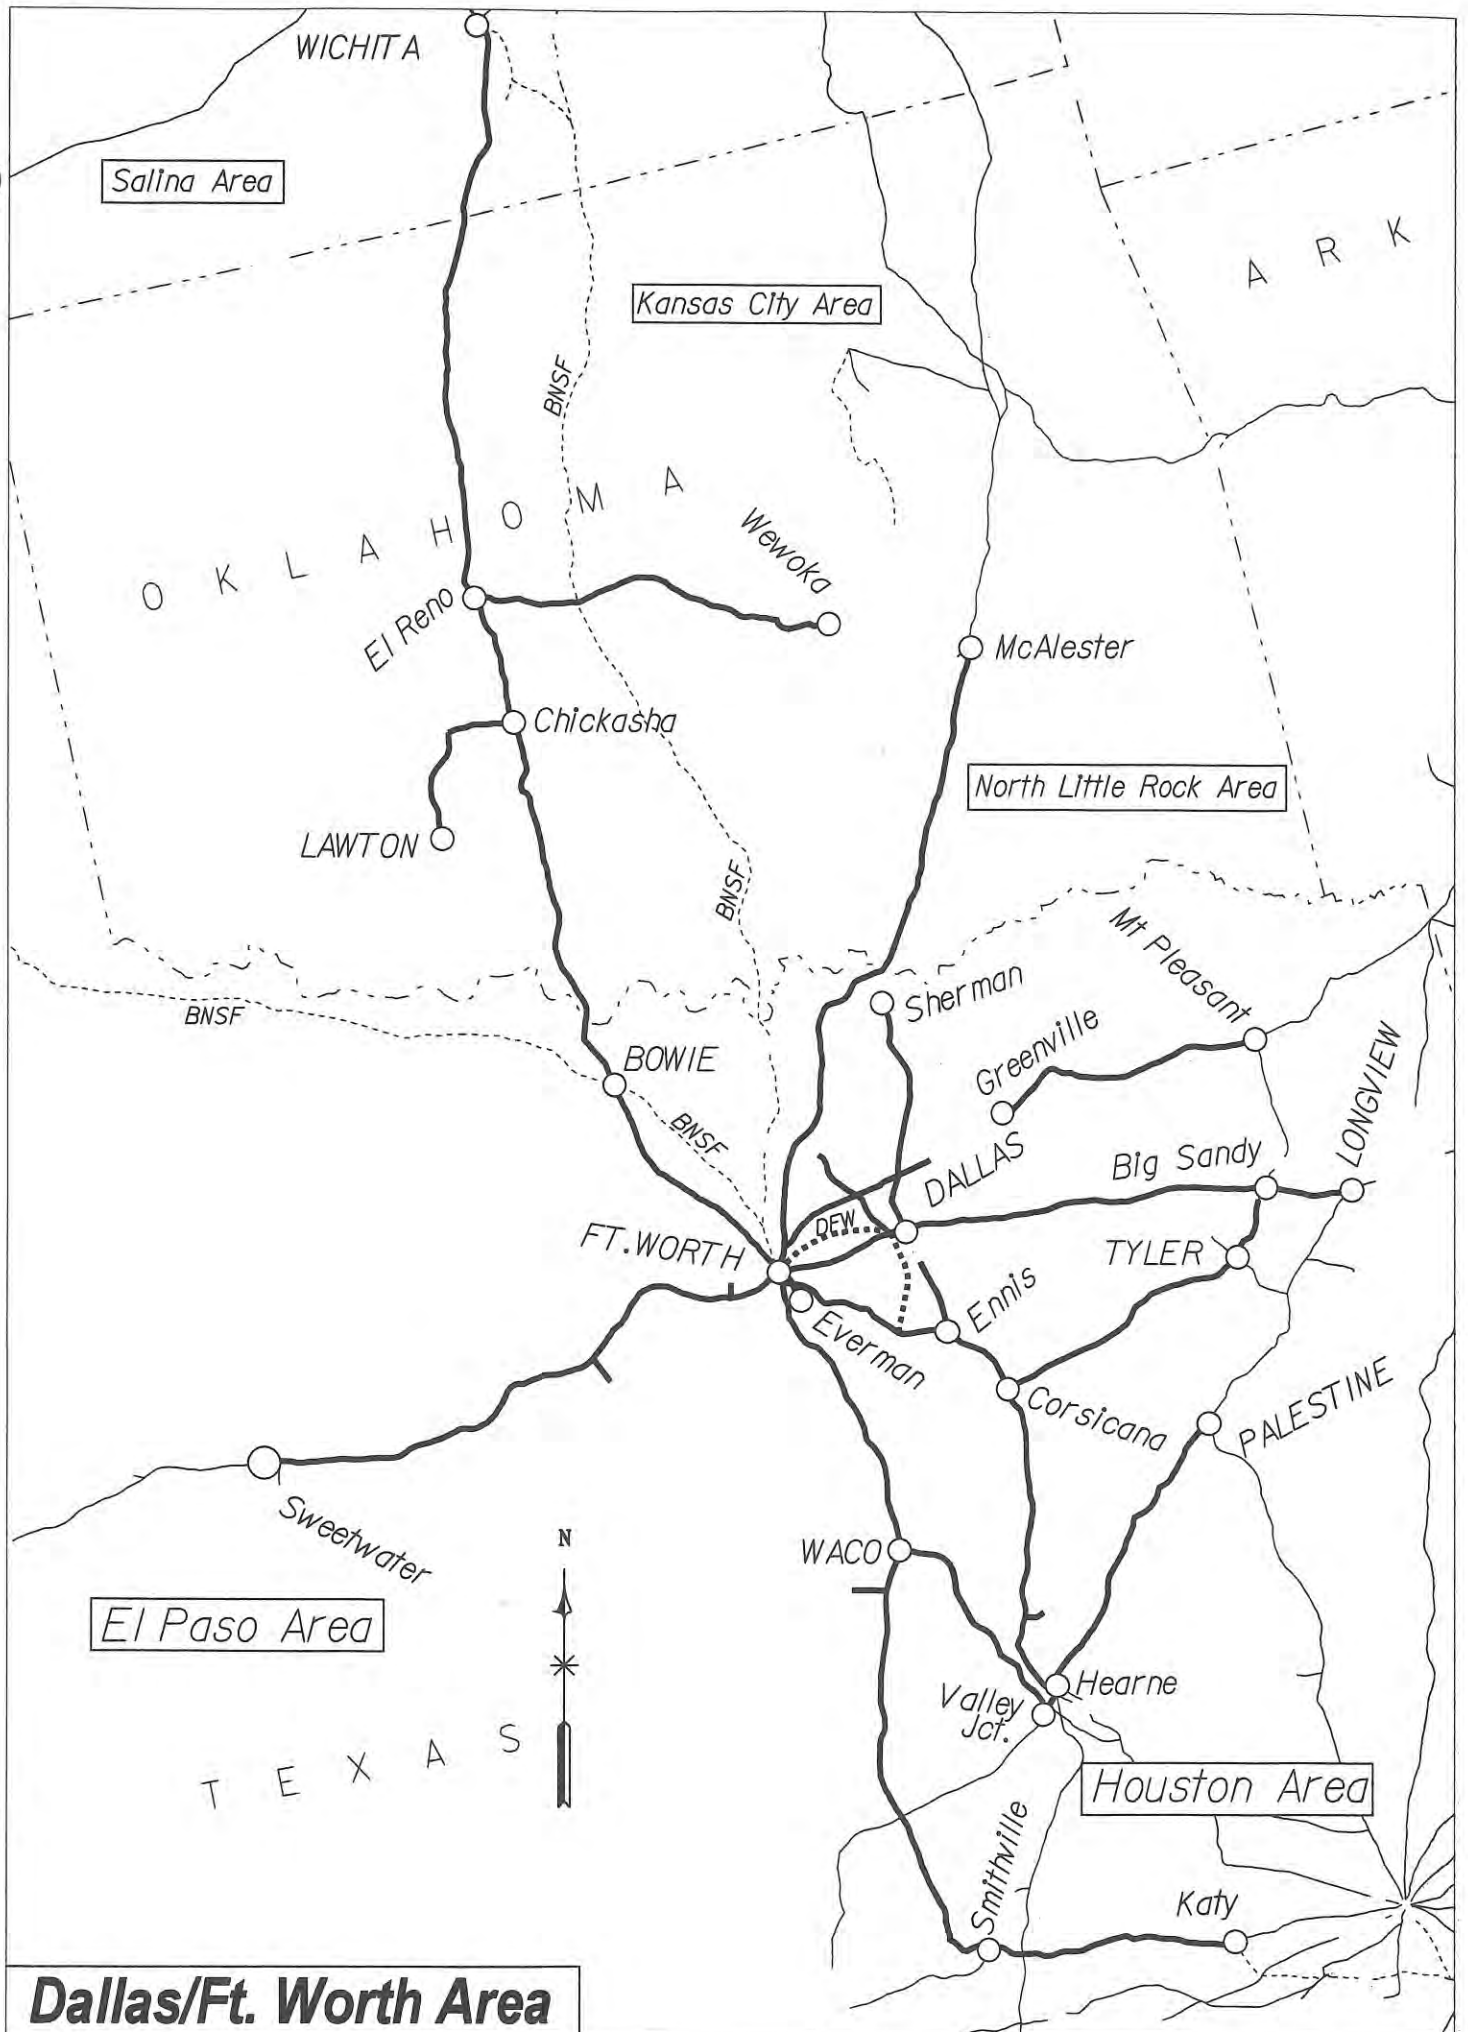 WICHITA
Salina Area
A R K
Kansas City Area
BNSF
O K L A H O M A
Wewoka
El Reno
McAlester
Chickasha
North Little Rock Area
LAWTON
BNSF
Mt Pleasant
Sherman
BNSF
Greenville
BOWIE
LONGVIEW
BNSF
DALLAS
Big Sandy
DFW
FT.WORTH
TYLER
Ennis
Everman
PALESTINE
Corsicana
Sweetwater
N
WACO
El Paso Area
Hearne
Valley
Jct.
T E X A S
Houston Area
Smithville
Katy
Dallas/Ft. Worth Area